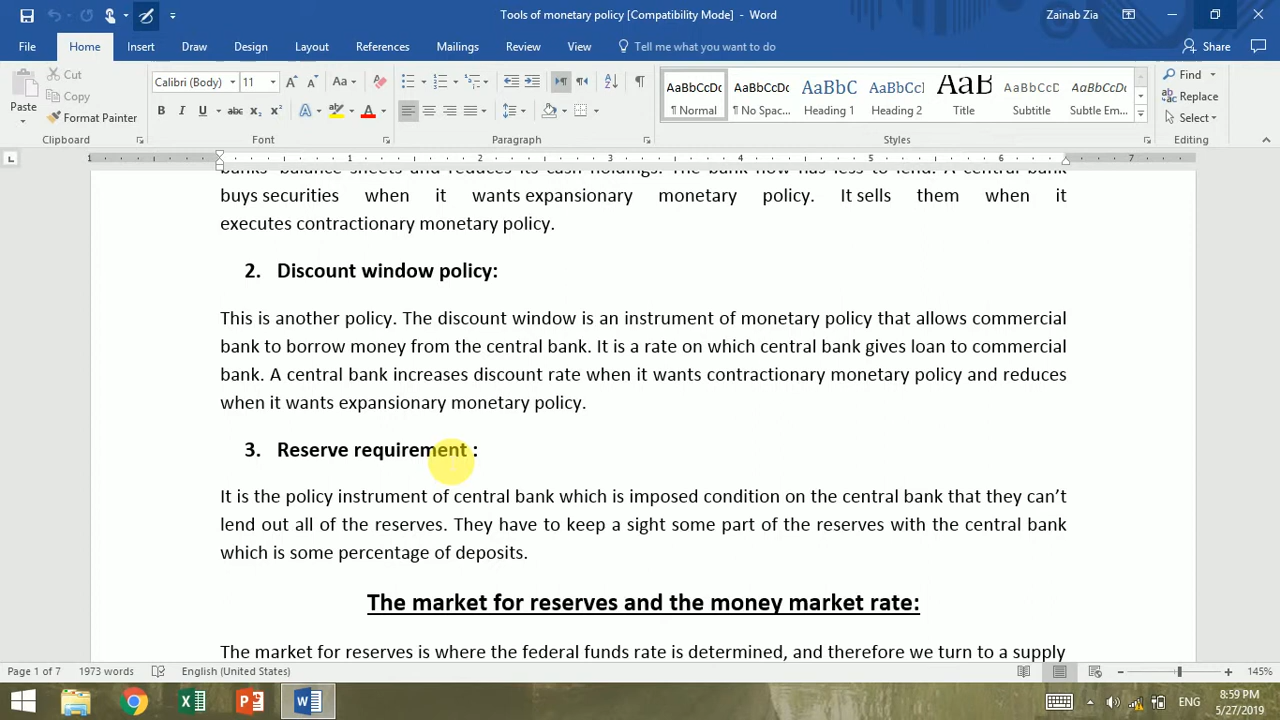 Tools of monetary policy [Compatibility Mode] - Word
Zainab Zia
File Home Insert Draw Design Layout References Mailings Review View Tell me what you want to do Share
Paste
Cut
Copy
Format Painter
Clipboard
Calibri (Body) 11
Font
Paragraph
AaBbCcDc AaBbCcDc AaBbC AaBbCcD AaB AaBbCcD AaBbCcDc
¶ Normal ¶ No Spac... Heading 1 Heading 2 Title Subtitle Subtle Em...
Styles
Find
Replace
Select
Editing
1 1 2 3 4 5 6 7
banks' balance sheets and reduces its cash holdings. The bank now has less to lend. A central bank
buys securities when it wants expansionary monetary policy. It sells them when it
executes contractionary monetary policy.
2. Discount window policy:
This is another policy. The discount window is an instrument of monetary policy that allows commercial
bank to borrow money from the central bank. It is a rate on which central bank gives loan to commercial
bank. A central bank increases discount rate when it wants contractionary monetary policy and reduces
when it wants expansionary monetary policy.
3. Reserve requirement :
It is the policy instrument of central bank which is imposed condition on the central bank that they can't
lend out all of the reserves. They have to keep a sight some part of the reserves with the central bank
which is some percentage of deposits.
The market for reserves and the money market rate:
The market for reserves is where the federal funds rate is determined, and therefore we turn to a supply
Page 1 of 7 1973 words English (United States) 145%
ENG
8:59 PM
5/27/2019